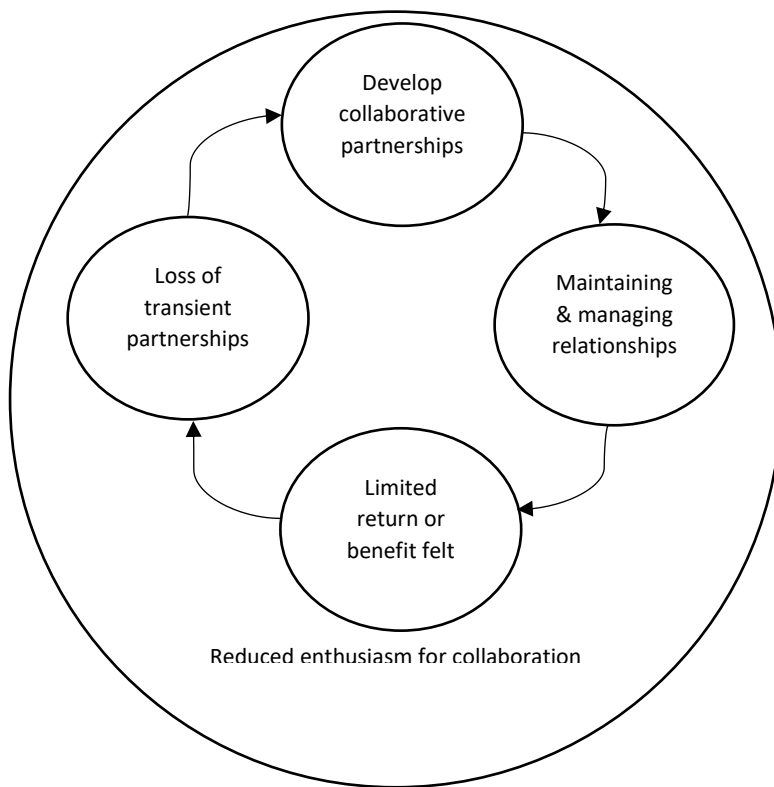 Develop
collaborative
partnerships
Loss of
transient
partnerships
Maintaining
& managing
relationships
Limited
return or
benefit felt
Reduced enthusiasm for collaboration